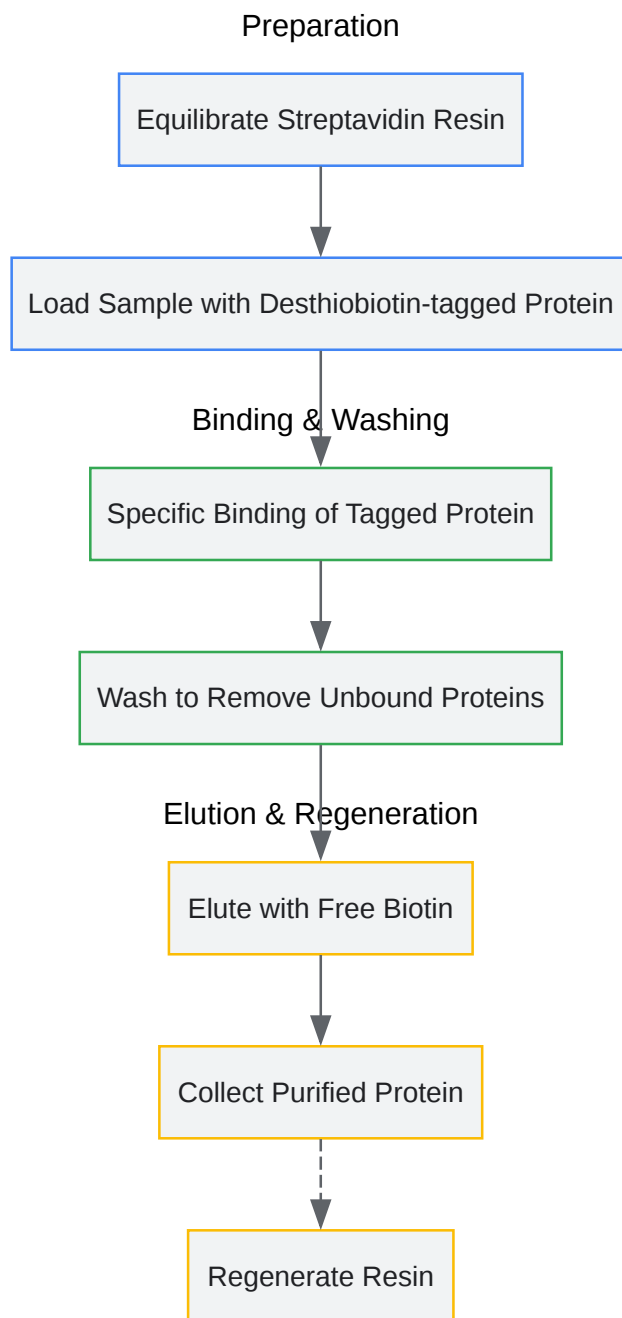 Preparation
Equilibrate Streptavidin Resin
Load Sample with Desthiobiotin-tagged Protein
Binding & Washing
Specific Binding of Tagged Protein
Wash to Remove Unbound Proteins
Elution & Regeneration
Elute with Free Biotin
Collect Purified Protein
Regenerate Resin